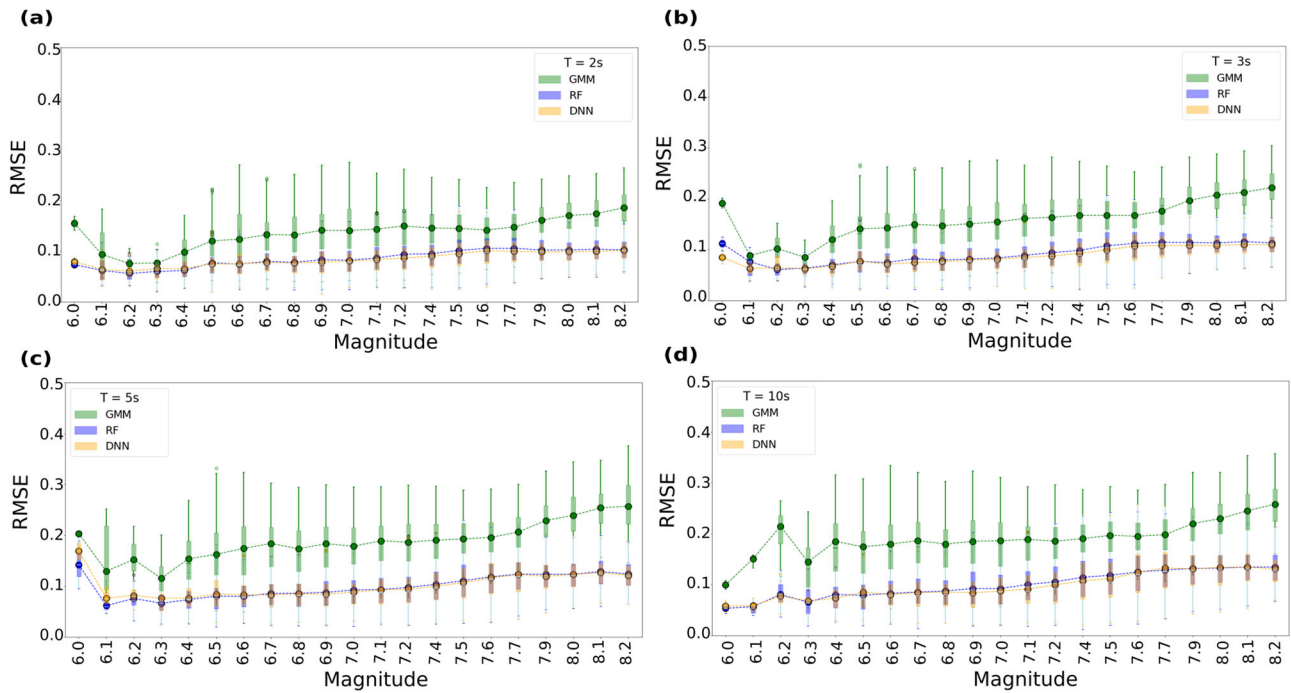 (a)
0.5
0.4
0.3
0.2
0.1
0.0
RMSE
T = 2s
GMM
RF
DNN
6.0 6.1 6.2 6.3 6.4 6.5 6.6 6.7 6.8 6.9 7.0 7.1 7.2 7.4 7.5 7.6 7.7 7.9 8.0 8.1 8.2
Magnitude
(b)
0.5
0.4
0.3
0.2
0.1
0.0
RMSE
T = 3s
GMM
RF
DNN
6.0 6.1 6.2 6.3 6.4 6.5 6.6 6.7 6.8 6.9 7.0 7.1 7.2 7.4 7.5 7.6 7.7 7.9 8.0 8.1 8.2
Magnitude
(c)
0.5
0.4
0.3
0.2
0.1
0.0
RMSE
T = 5s
GMM
RF
DNN
6.0 6.1 6.2 6.3 6.4 6.5 6.6 6.7 6.8 6.9 7.0 7.1 7.2 7.4 7.5 7.6 7.7 7.9 8.0 8.1 8.2
Magnitude
(d)
0.5
0.4
0.3
0.2
0.1
0.0
RMSE
T = 10s
GMM
RF
DNN
6.0 6.1 6.2 6.3 6.4 6.5 6.6 6.7 6.8 6.9 7.0 7.1 7.2 7.4 7.5 7.6 7.7 7.9 8.0 8.1 8.2
Magnitude